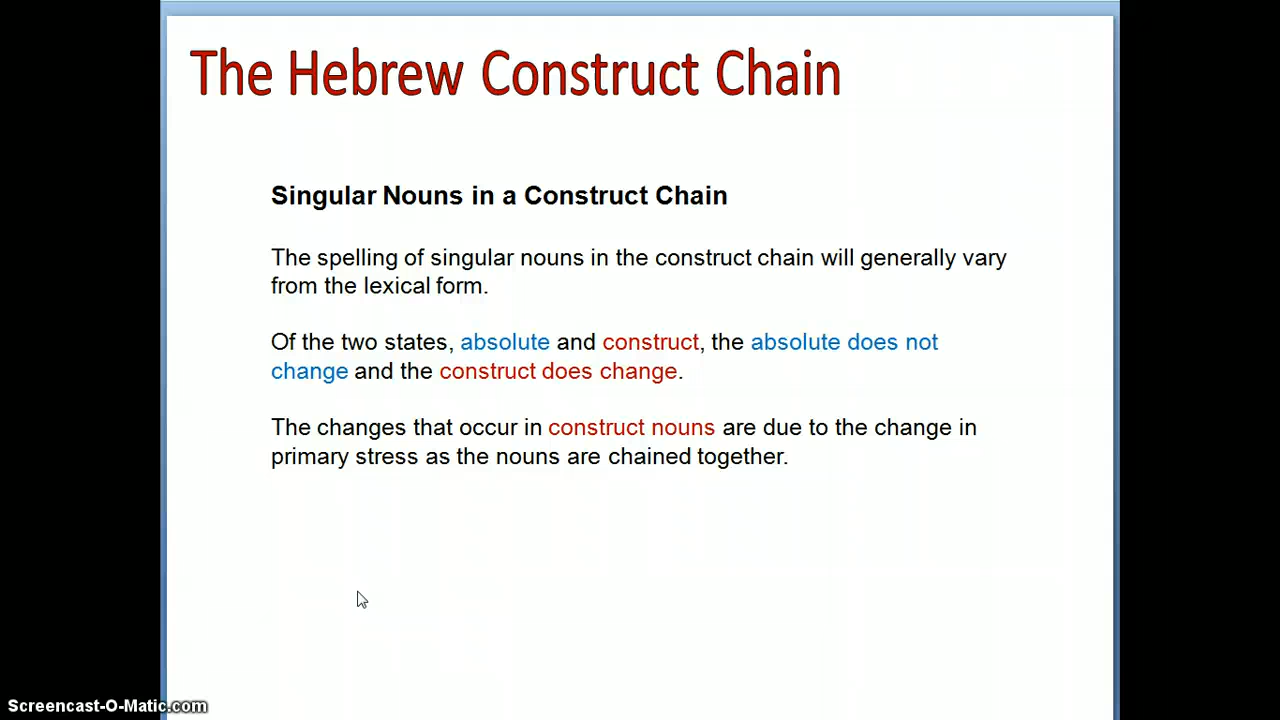 The Hebrew Construct Chain
Singular Nouns in a Construct Chain
The spelling of singular nouns in the construct chain will generally vary
from the lexical form.
Of the two states, absolute and construct, the absolute does not
change and the construct does change.
The changes that occur in construct nouns are due to the change in
primary stress as the nouns are chained together.
Screencast-O-Matic.com